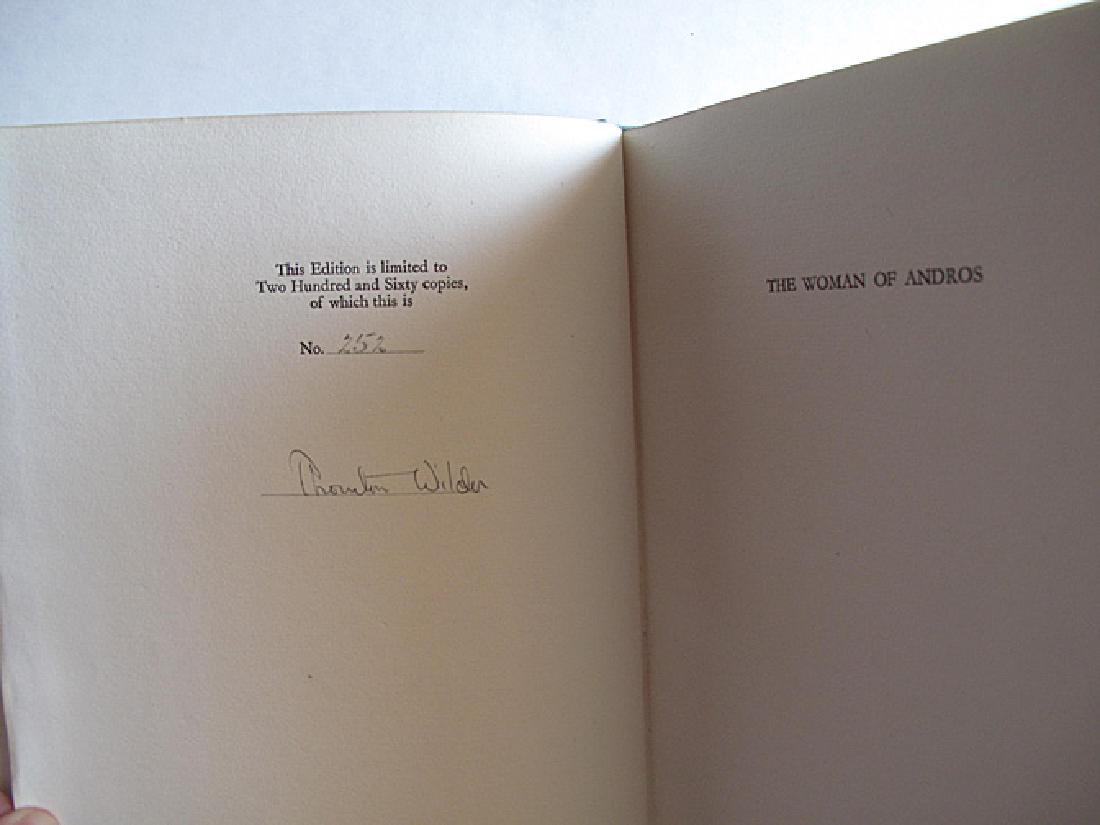 This Edition is limited to
Two Hundred and Sixty copies,
of which this is
No. 252
Thornton Wilder
THE WOMAN OF ANDROS